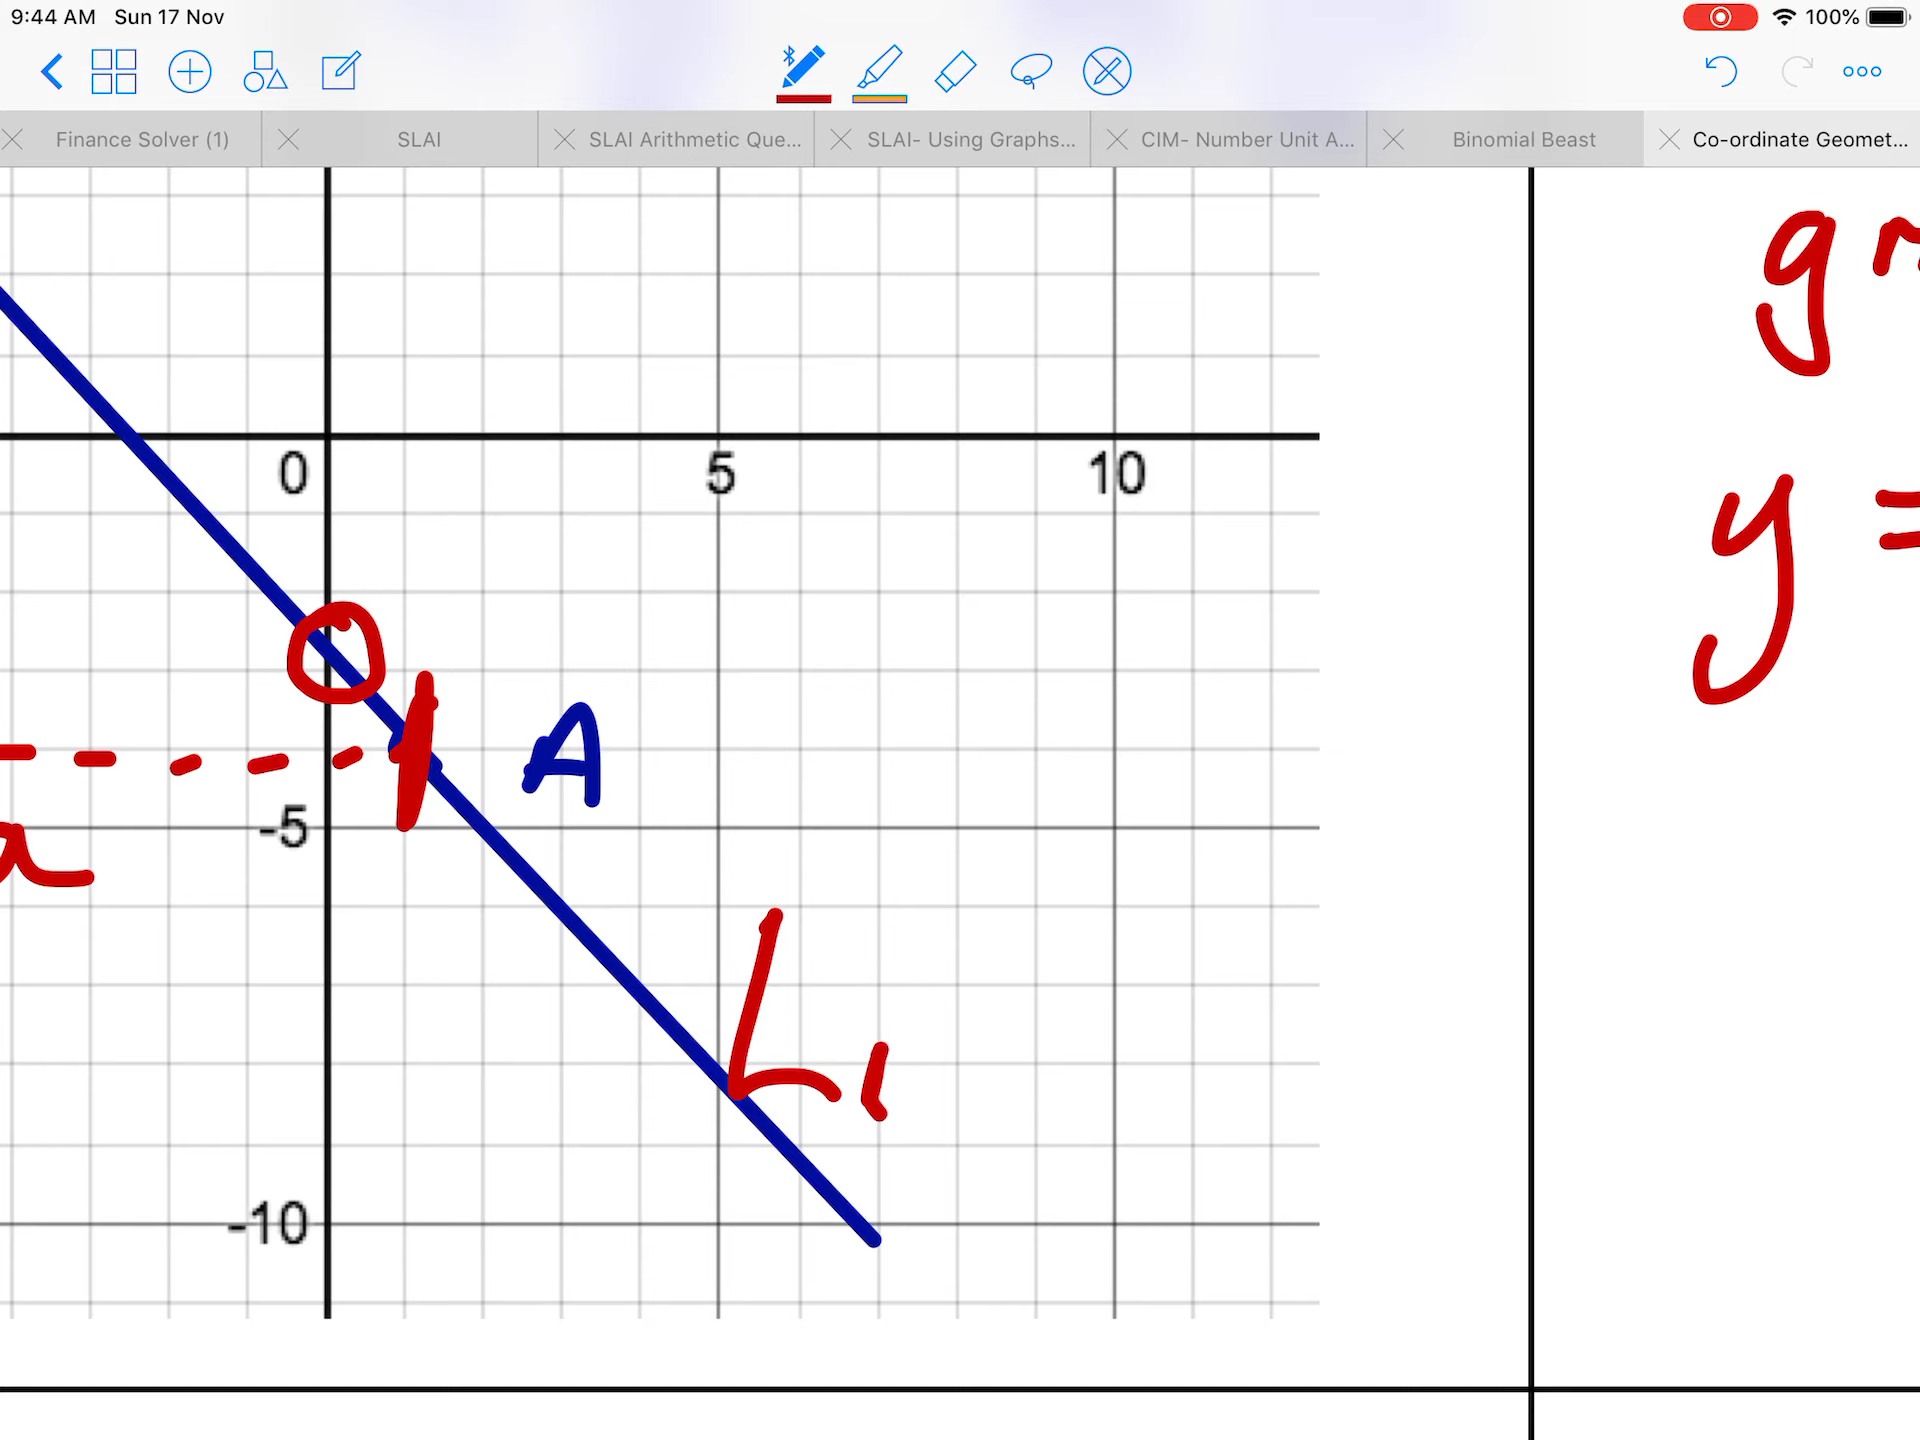 9:44 AM Sun 17 Nov 100%
Finance Solver (1) SLAI SLAI Arithmetic Que... SLAI- Using Graphs... CIM- Number Unit A... Binomial Beast Co-ordinate Geomet...
g
y =
0 5 10
A
-5
L1
-10